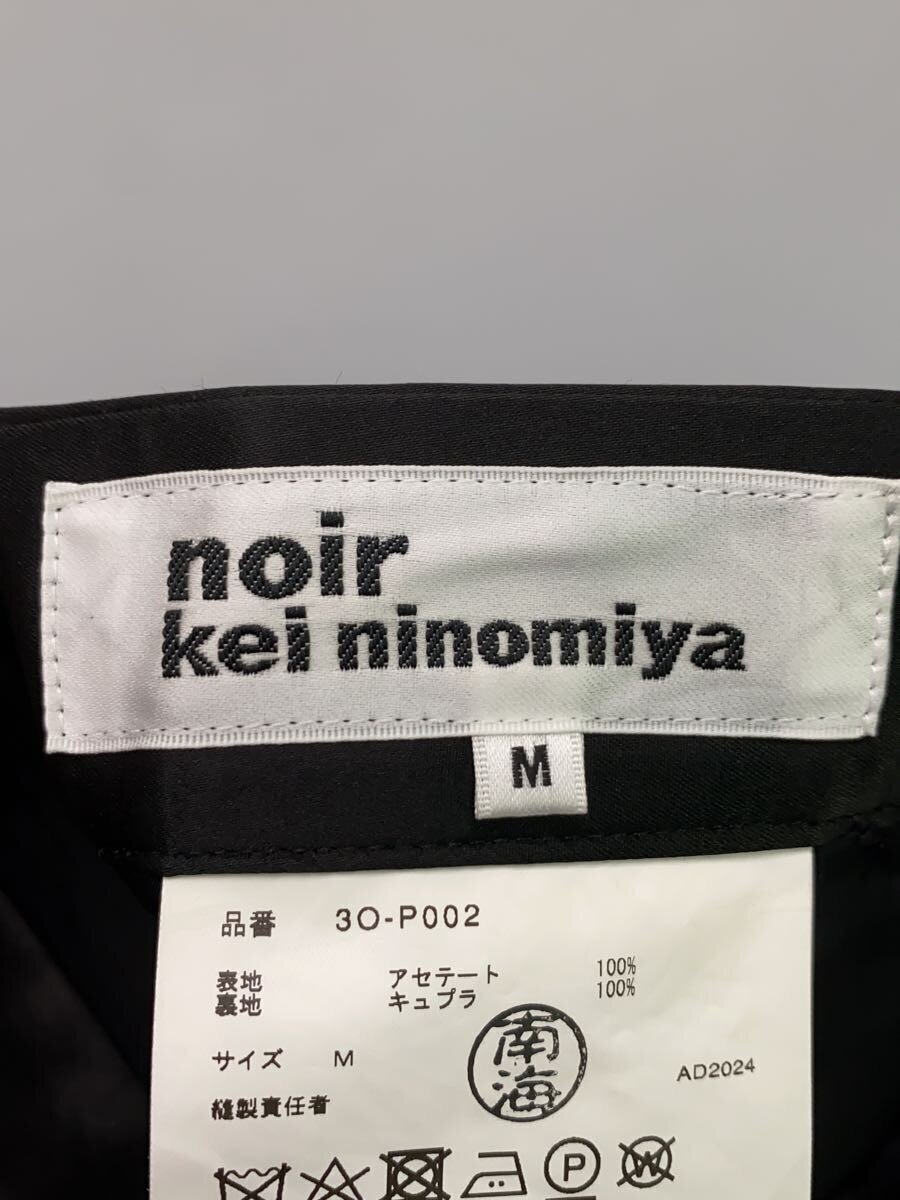 noir
kei ninomiya
M
品番 3O-P002
表地 アセテート 100%
裏地 キュプラ 100%
サイズ M
南海
AD2024
縫製責任者
P W